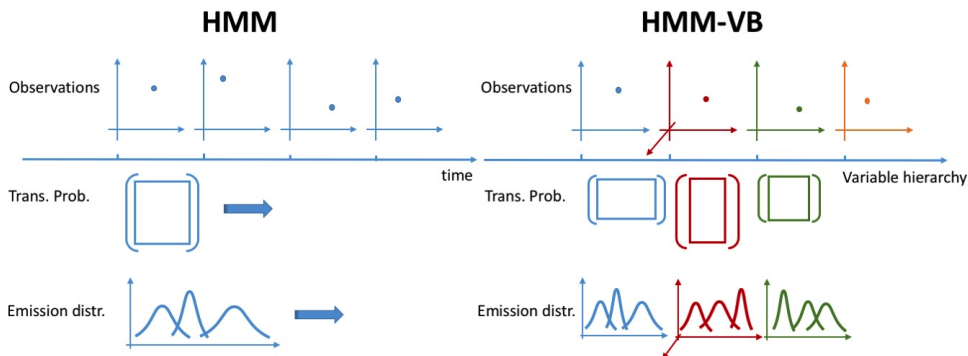 HMM
HMM-VB
Observations
Observations
time
Variable hierarchy
Trans. Prob.
Trans. Prob.
Emission distr.
Emission distr.